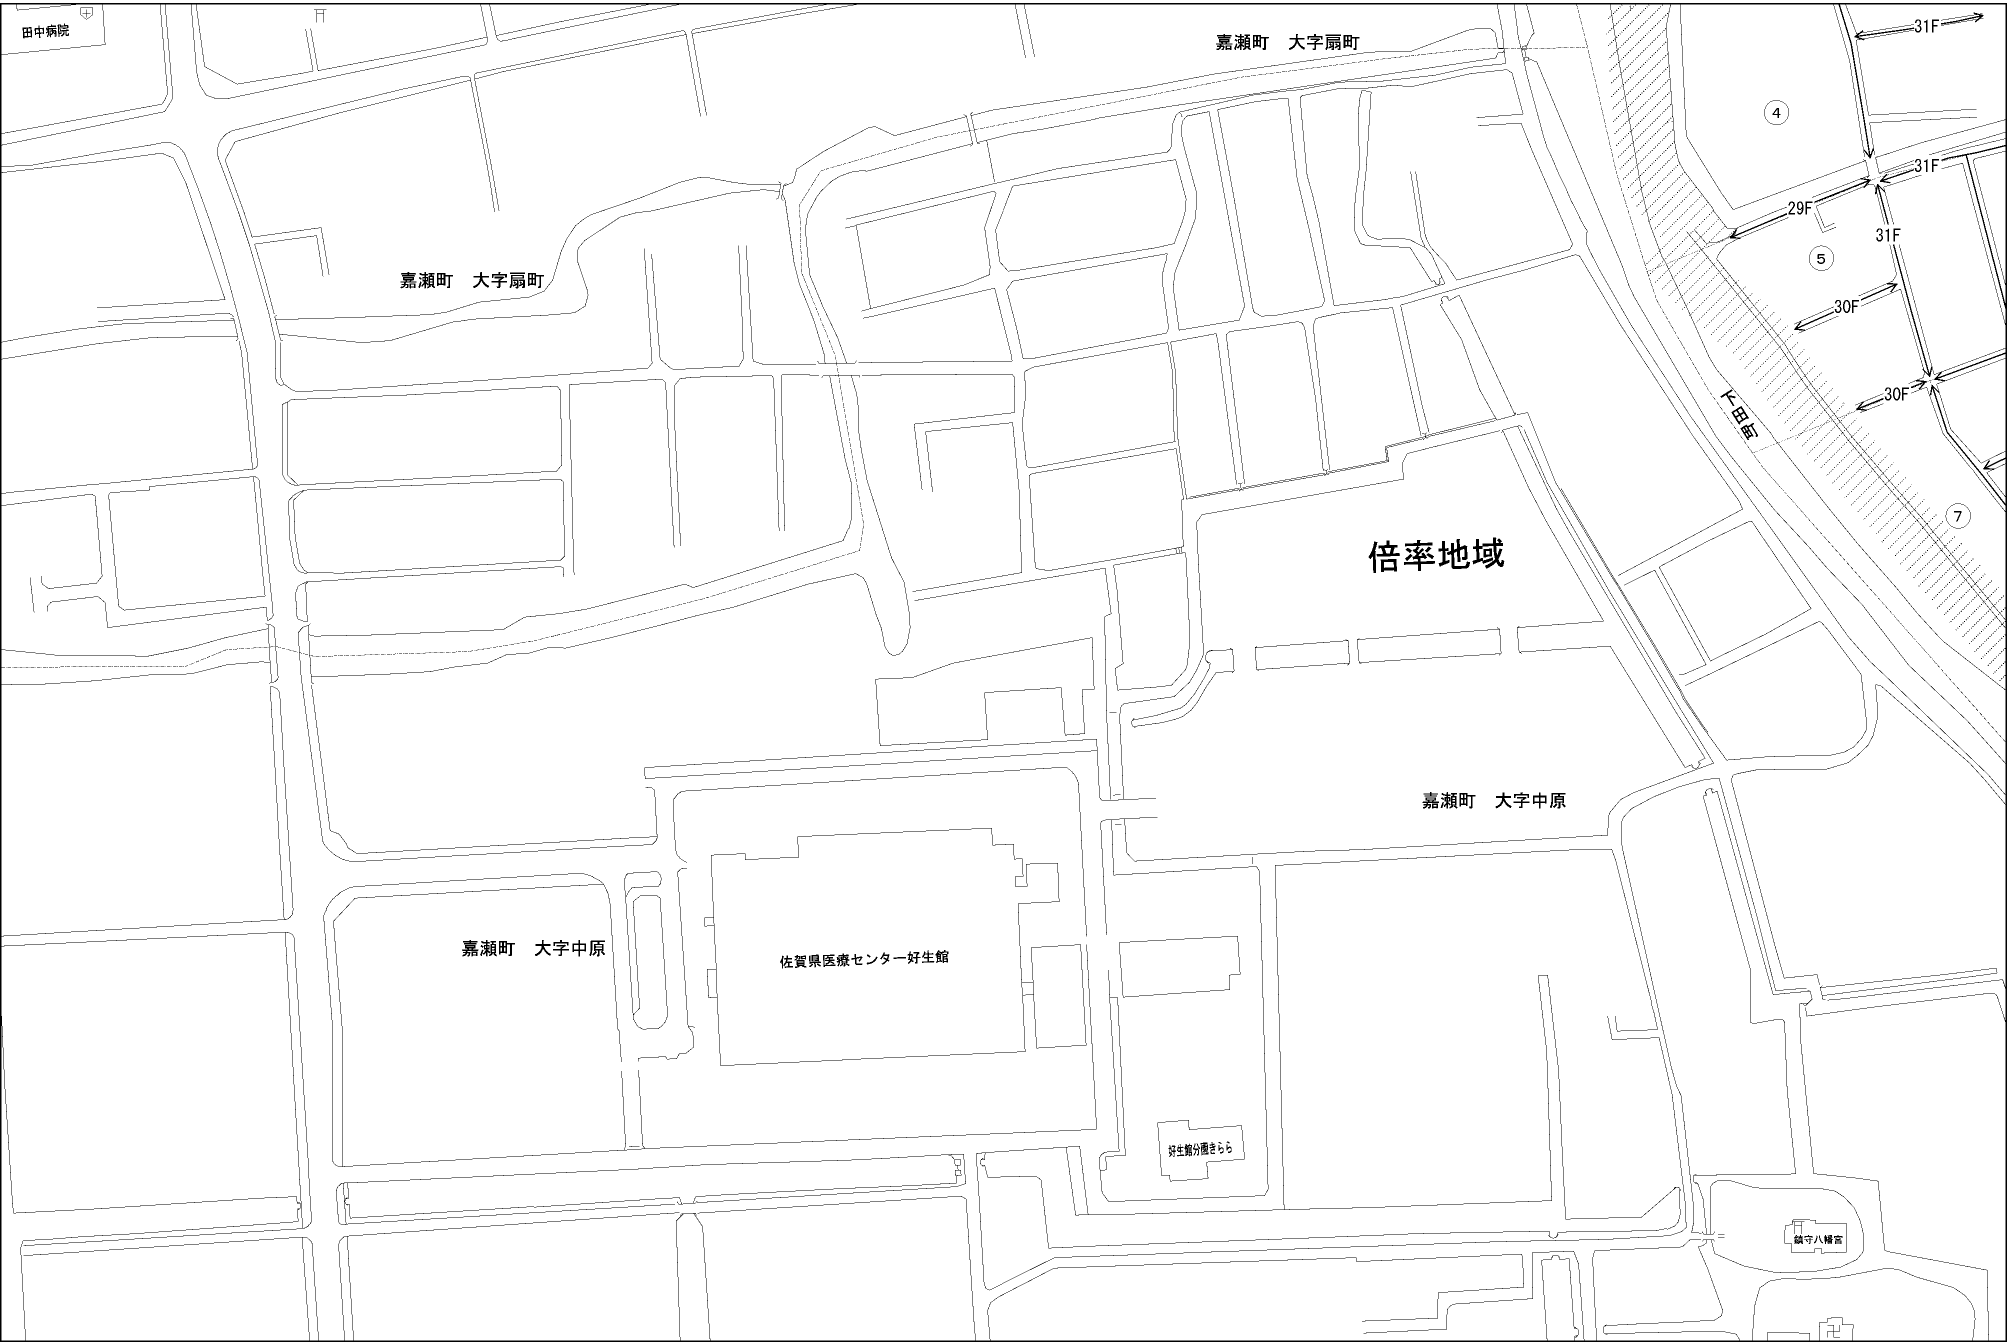 田中病院
嘉瀬町　大字扇町
31F
④
31F
29F
31F
⑤
嘉瀬町　大字扇町
30F
30F
下田町
⑦
倍率地域
嘉瀬町　大字中原
嘉瀬町　大字中原
佐賀県医療センター好生館
好生館分園きらら
鎮守八幡宮